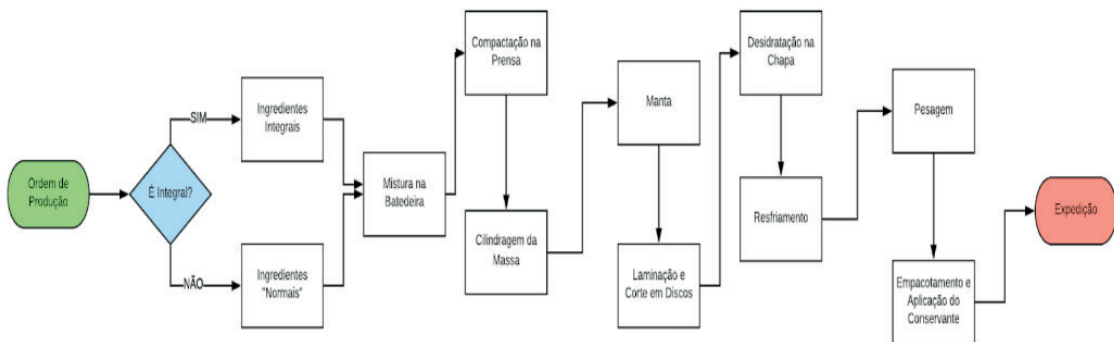 Ordem de
Produção
É Integral?
SIM
NÃO
Ingredientes
Integrais
Ingredientes
"Normais"
Mistura na
Batedeira
Compactação na
Prensa
Cilindragem da
Massa
Manta
Laminação e
Corte em Discos
Desidratação na
Chapa
Resfriamento
Pesagem
Empacotamento e
Aplicação do
Conservante
Expedição